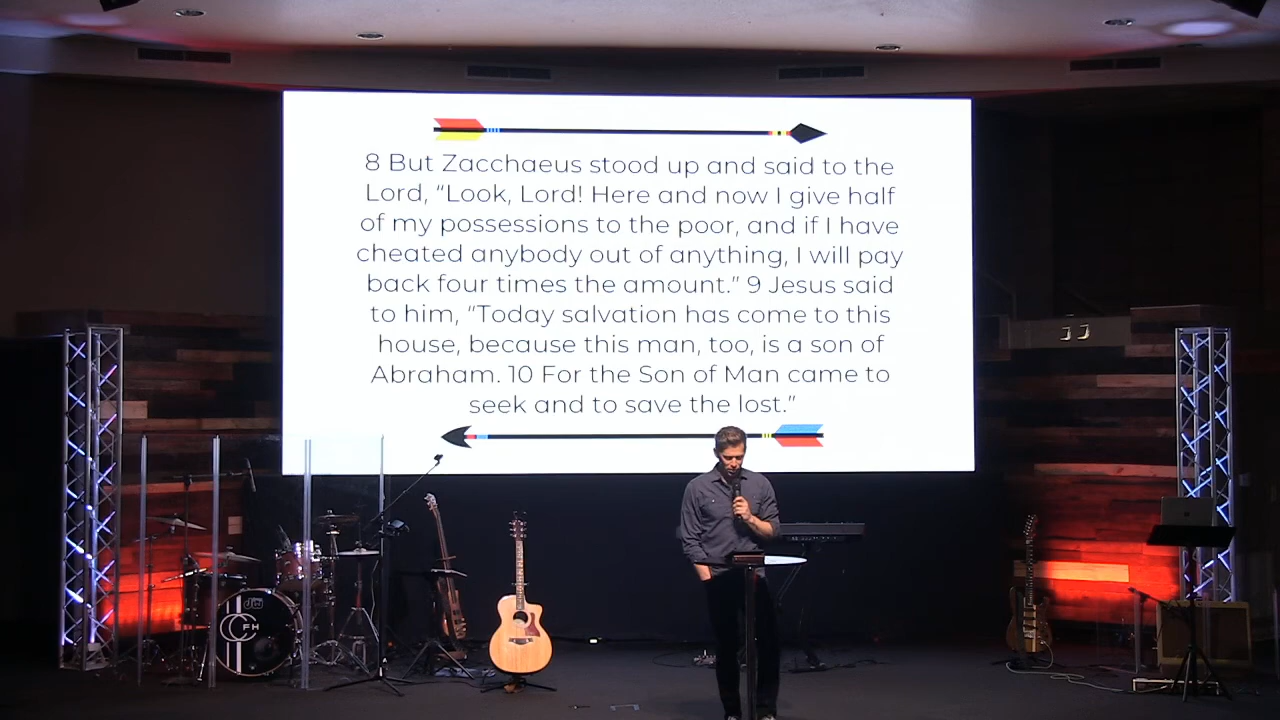 8 But Zacchaeus stood up and said to the
Lord, “Look, Lord! Here and now I give half
of my possessions to the poor, and if I have
cheated anybody out of anything, I will pay
back four times the amount.” 9 Jesus said
to him, “Today salvation has come to this
house, because this man, too, is a son of
Abraham. 10 For the Son of Man came to
seek and to save the lost.”
dw
CC FH